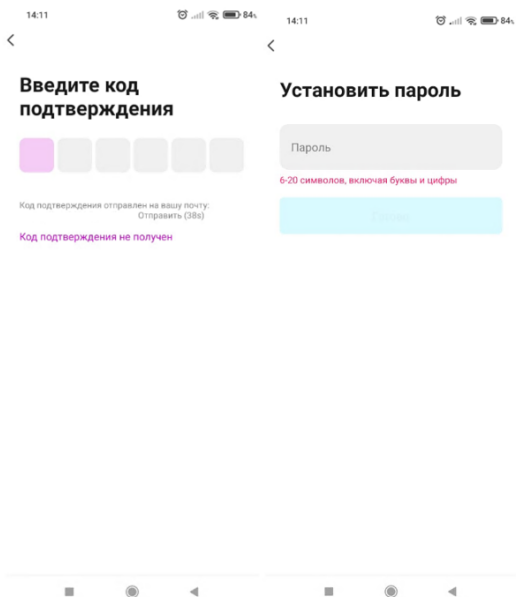 14:11
84%
Введите код
подтверждения
Код подтверждения отправлен на вашу почту:
Отправить (38s)
Код подтверждения не получен
14:11
84%
Установить пароль
Пароль
6-20 символов, включая буквы и цифры
Готово